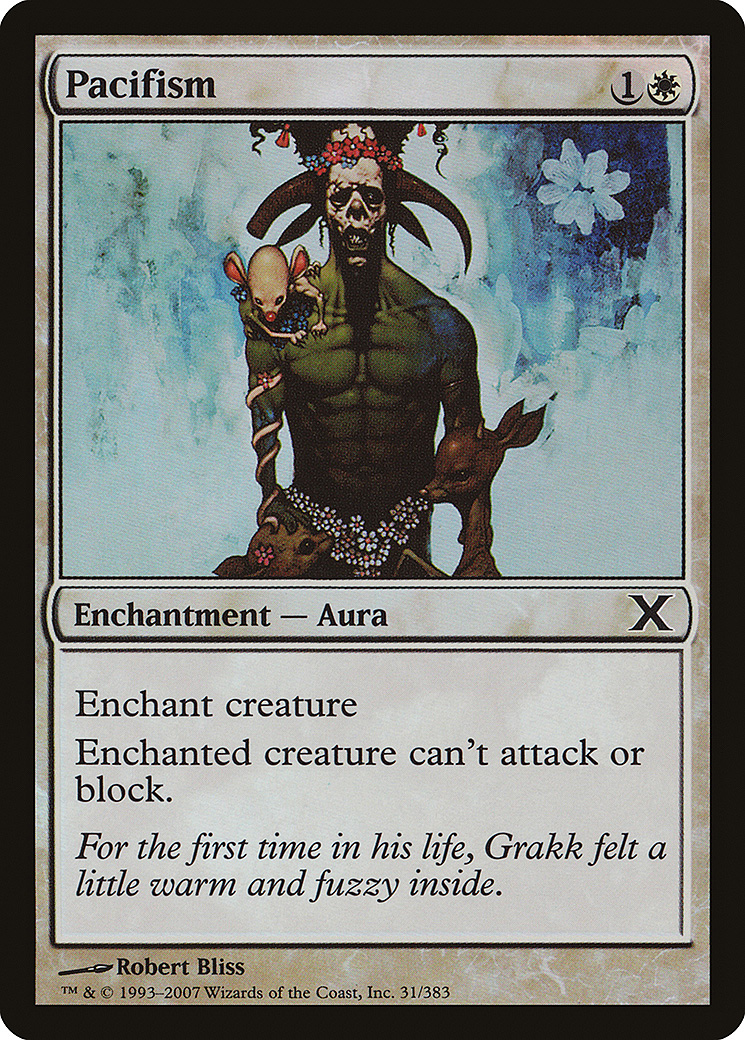 Pacifism 1
Enchantment — Aura X
Enchant creature
Enchanted creature can't attack or
block.
For the first time in his life, Grakk felt a
little warm and fuzzy inside.
Robert Bliss
™ & © 1993–2007 Wizards of the Coast, Inc. 31/383